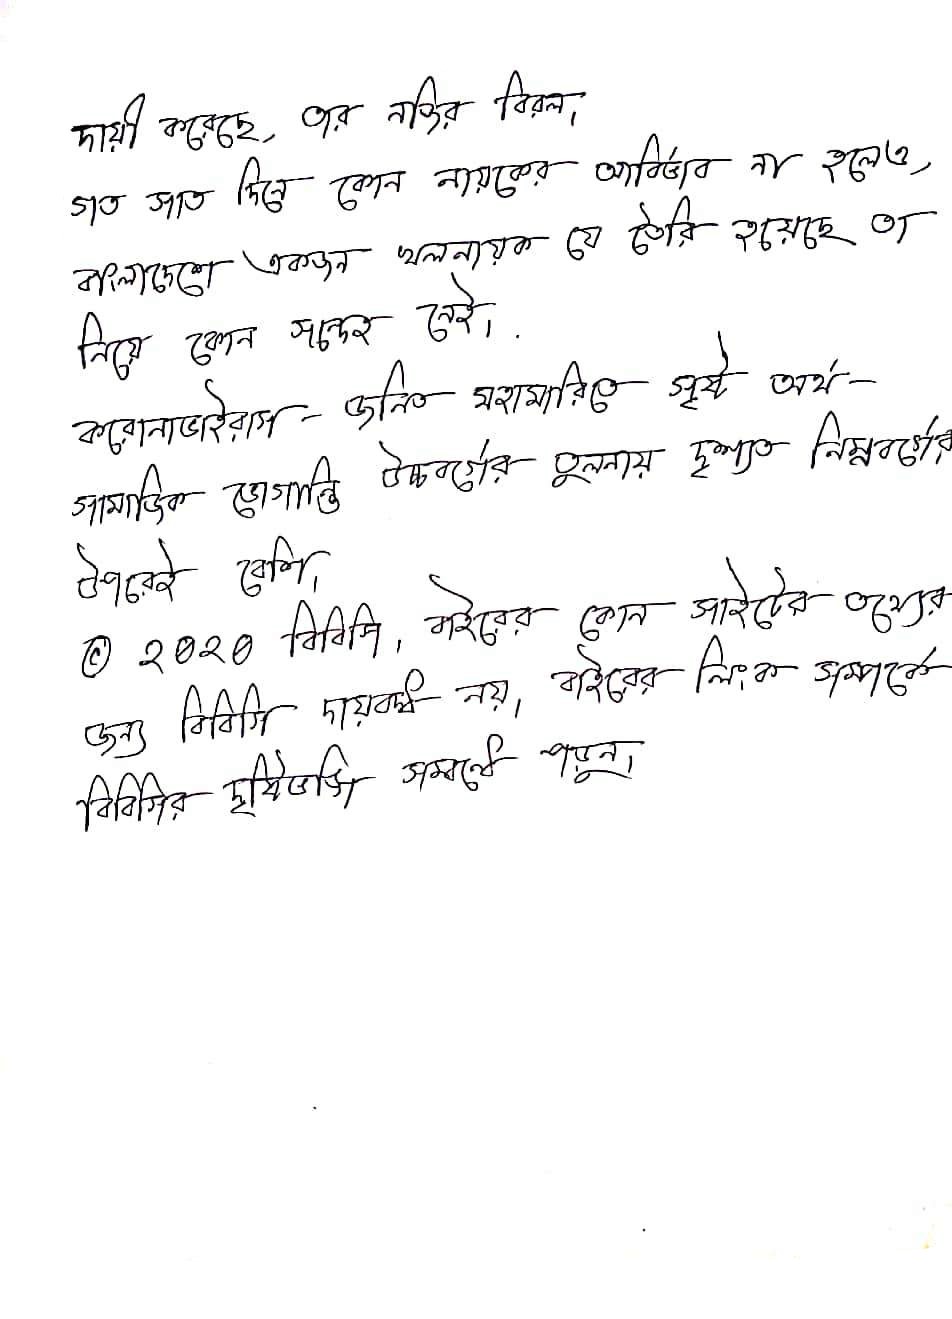 দায়ী করেছে, তার নজির বিরল।
গত সাত দিনে কোন নায়কের আবির্ভাব না হলেও,
বাংলাদেশে একজন খলনায়ক যে তৈরি হয়েছে তা
নিয়ে কোন সন্দেহ নেই।
করোনাভাইরাস-জনিত মহামারিতে সৃষ্ট অর্থ-
সামাজিক ভোগান্তি উচ্চবর্গের তুলনায় দৃশ্যত নিম্নবর্গের
উপরেই বেশি।
© ২০২০ বিবিসি। বাইরের কোন সাইটের তথ্যের
জন্য বিবিসি দায়বদ্ধ নয়। বাইরের লিংক সম্পর্কে
বিবিসির দৃষ্টিভঙ্গি সম্বন্ধে পড়ুন।